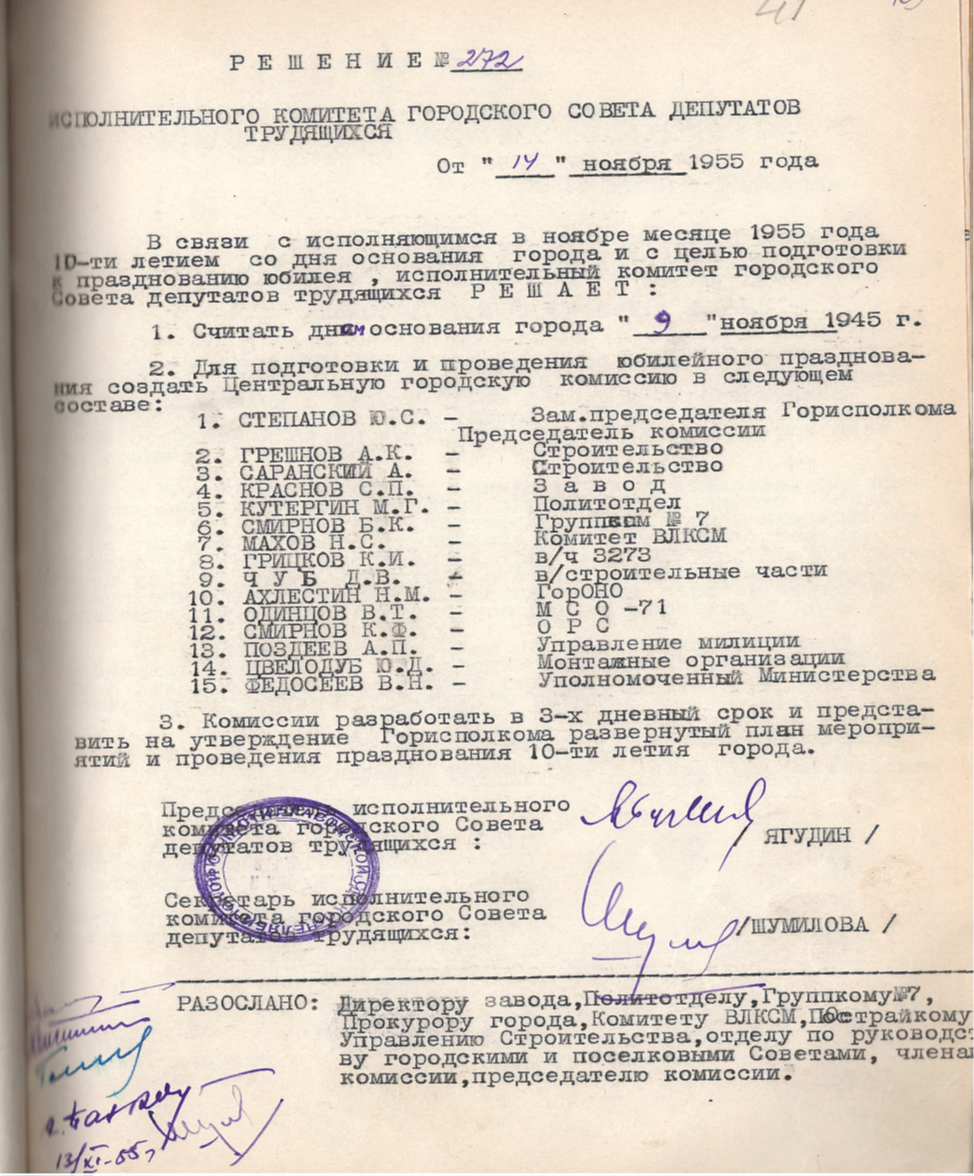 41
Р Е Ш Е Н И Е № 272
ИСПОЛНИТЕЛЬНОГО КОМИТЕТА ГОРОДСКОГО СОВЕТА ДЕПУТАТОВ
ТРУДЯЩИХСЯ
От " 14 " ноября 1955 года
В связи с исполняющимся в ноябре месяце 1955 года
10-ти летием со дня основания города и с целью подготовки
к празднованию юбилея , исполнительный комитет городского
Совета депутатов трудящихся Р Е Ш А Е Т :
1. Считать днем основания города " 9 " ноября 1945 г.
2. Для подготовки и проведения юбилейного празднова-
ния создать Центральную городскую комиссию в следующем
составе:
1. СТЕПАНОВ Ю.С. - Зам.председателя Горисполкома
Председатель комиссии
2. ГРЕШНОВ А.К. - Строительство
3. САРАНСКИЙ А. - Строительство
4. КРАСНОВ С.П. - З а в о д
5. КУТЕРГИН М.Г. - Политотдел
6. СМИРНОВ Б.К. - Группком № 7
7. МАХОВ Н.С. - Комитет ВЛКСМ
8. ГРИЦКОВ К.И. - в/ч 3273
9. Ч У Б Д.В. - в/строительные части
10. АХЛЕСТИН Н.М. - ГорОНО
11. ОДИНЦОВ В.Т. - М С О -71
12. СМИРНОВ К.Ф. - О Р С
13. ПОЗДЕЕВ А.П. - Управление милиции
14. ЦВЕЛОДУБ Ю.Д. - Монтажные организации
15. ФЕДОСЕЕВ В.Н. - Уполномоченный Министерства
3. Комиссии разработать в 3-х дневный срок и предста-
вить на утверждение Горисполкома развернутый план меропри-
ятий и проведения празднования 10-ти летия города.
Председатель исполнительного
комитета городского Совета
депутатов трудящихся : / ЯГУДИН /
Секретарь исполнительного
комитета городского Совета
депутатов трудящихся: /ШУМИЛОВА /
РАЗОСЛАНО: Директору завода,Политотделу,Группкому№7,
Прокурору города,Комитету ВЛКСМ,Постройкому
Управлению Строительства,отделу по руководст
ву городскими и поселковыми Советами, члена
комиссии,председателю комиссии.
13/XI-55,